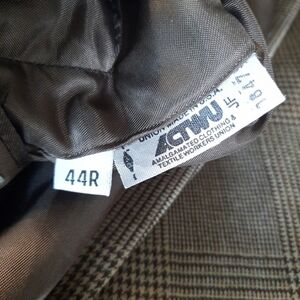 UNION MADE IN U.S.A.
ACTWU
AMALGAMATED CLOTHING &
TEXTILE WORKERS UNION
44R